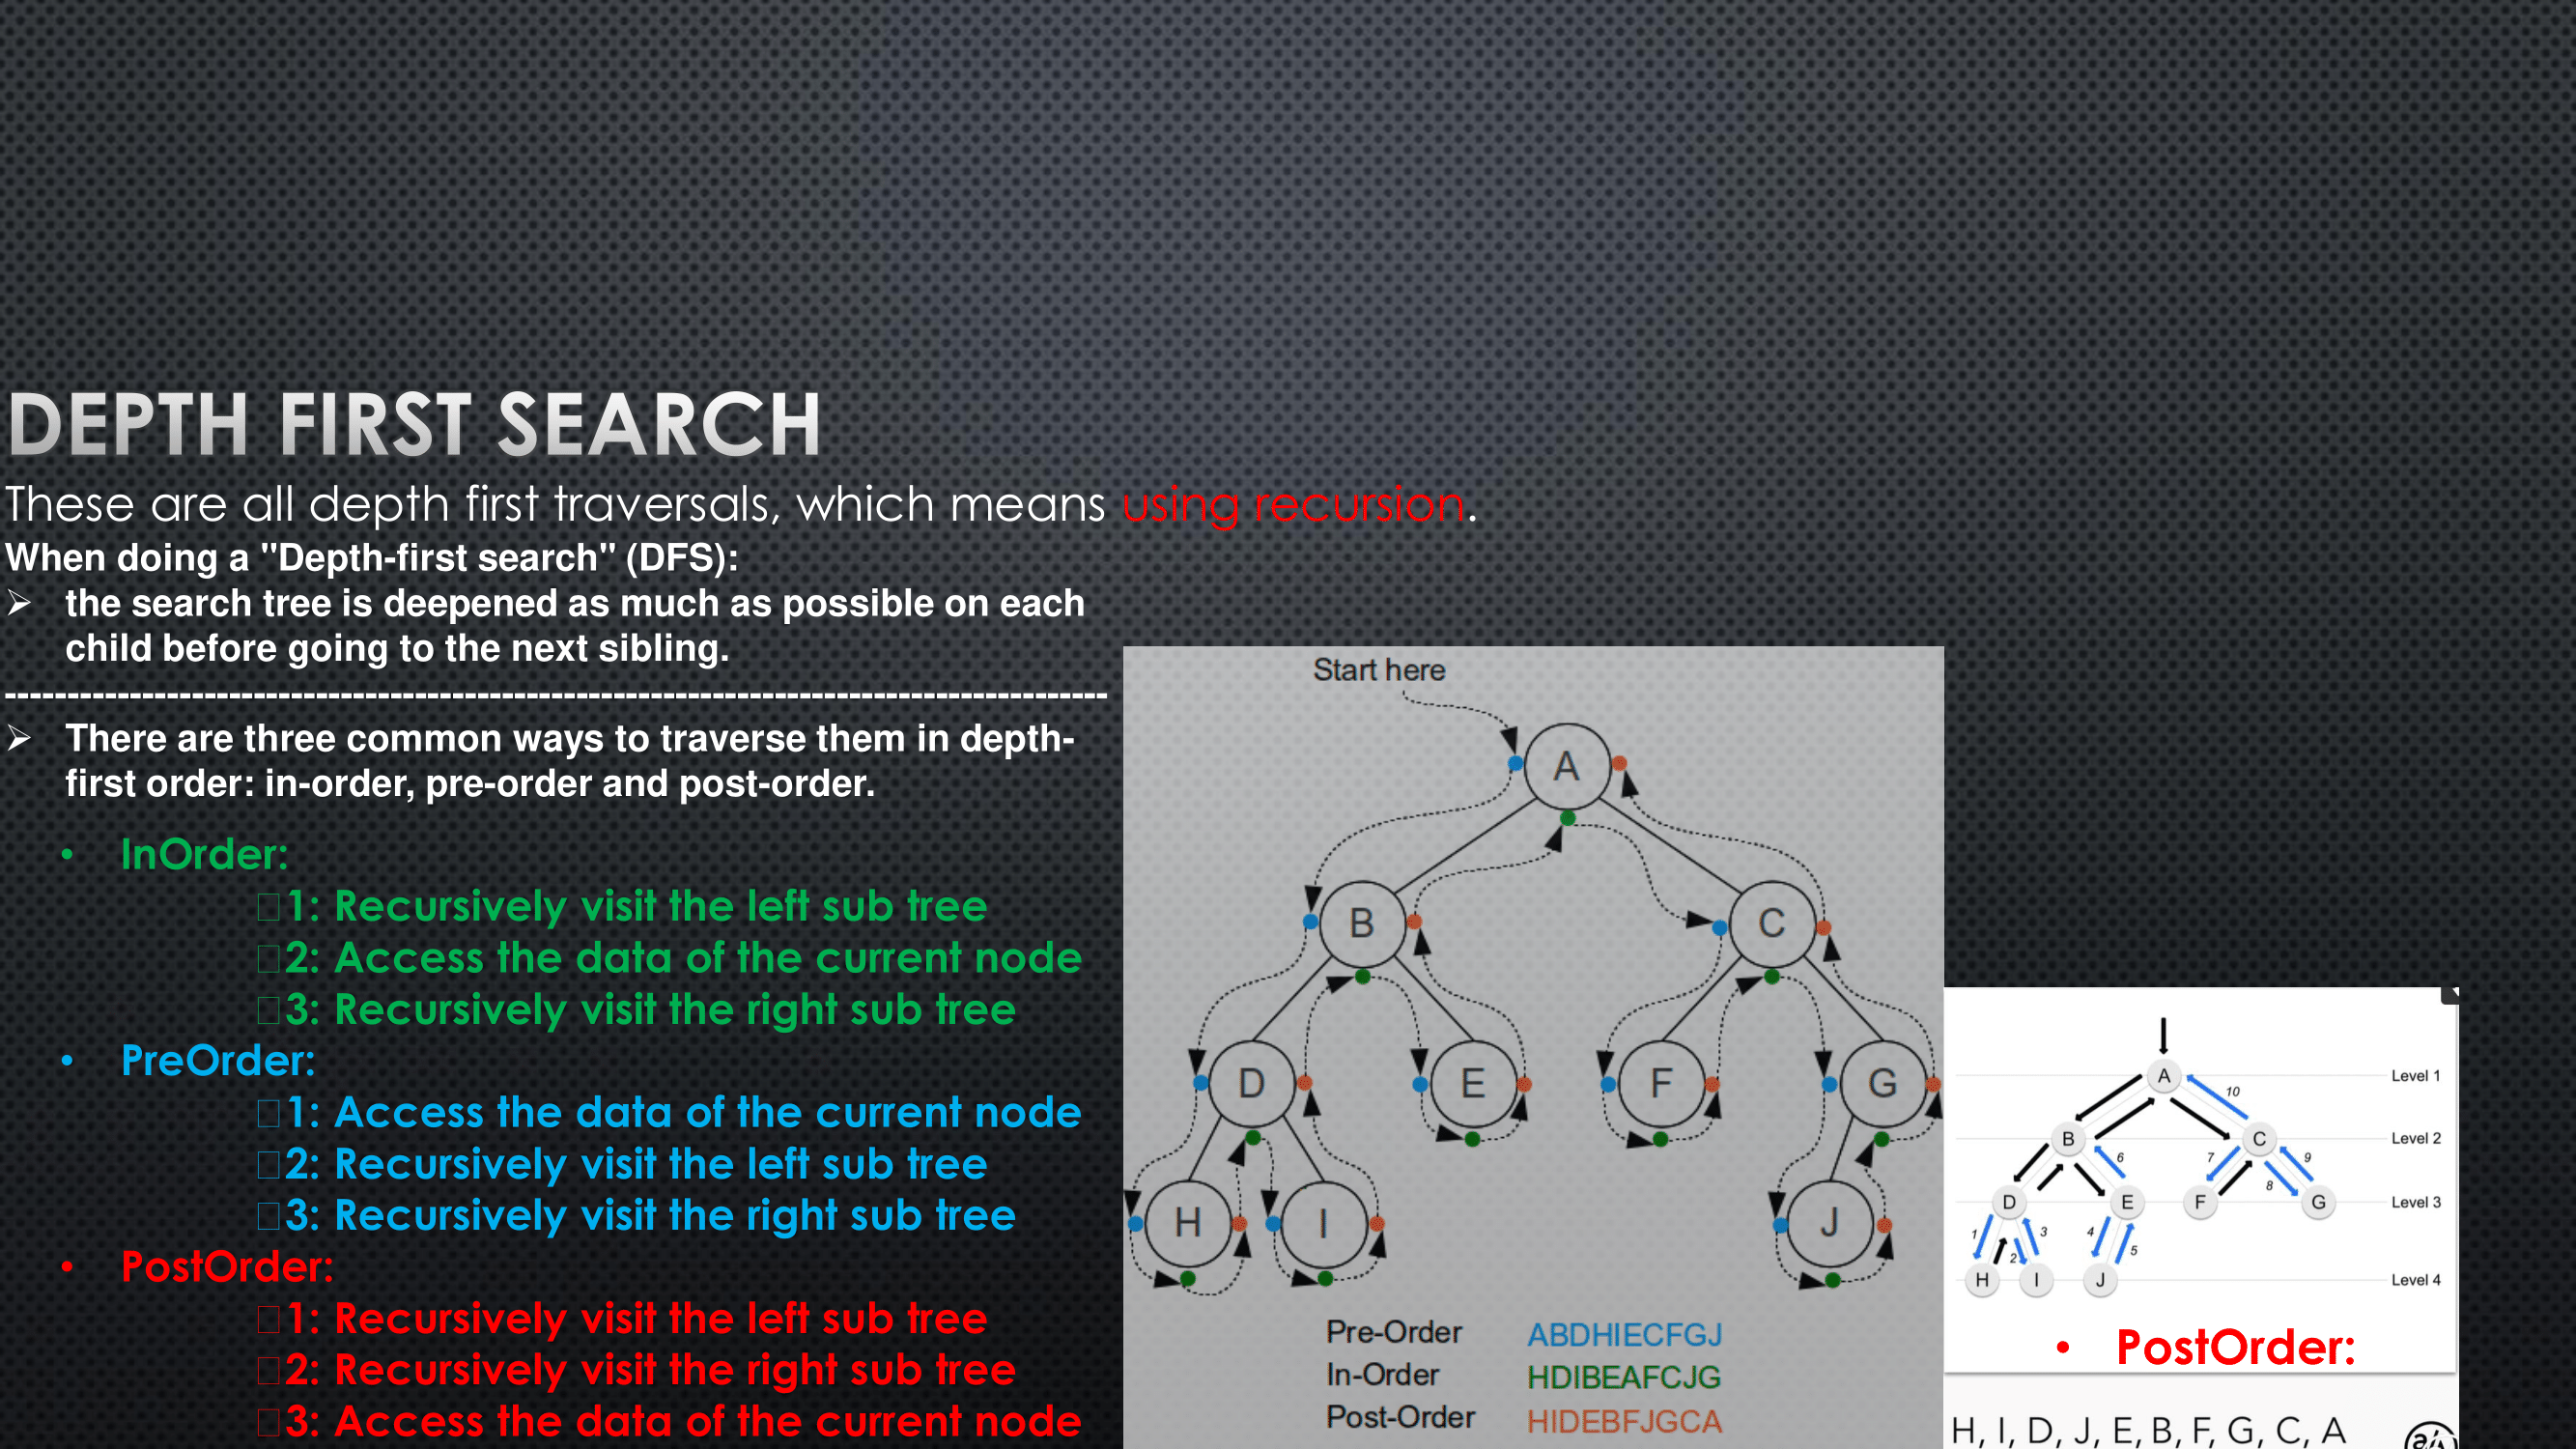 DEPTH FIRST SEARCH
These are all depth first traversals, which means using recursion.
When doing a "Depth-first search" (DFS):
➢ the search tree is deepened as much as possible on each
child before going to the next sibling.
----------------------------------------------------------------------------------------
➢ There are three common ways to traverse them in depth-
first order: in-order, pre-order and post-order.
• InOrder:
1: Recursively visit the left sub tree
2: Access the data of the current node
3: Recursively visit the right sub tree
• PreOrder:
1: Access the data of the current node
2: Recursively visit the left sub tree
3: Recursively visit the right sub tree
• PostOrder:
1: Recursively visit the left sub tree
2: Recursively visit the right sub tree
3: Access the data of the current node
Start here
A
B C
D E F G
H I J
Pre-Order ABDHIECFGJ
In-Order HDIBEAFCJG
Post-Order HIDEBFJGCA
A Level 1
10
B C Level 2
6 7 8 9
D E F G Level 3
1 2 3 4 5
H I J Level 4
• PostOrder:
H, I, D, J, E, B, F, G, C, A